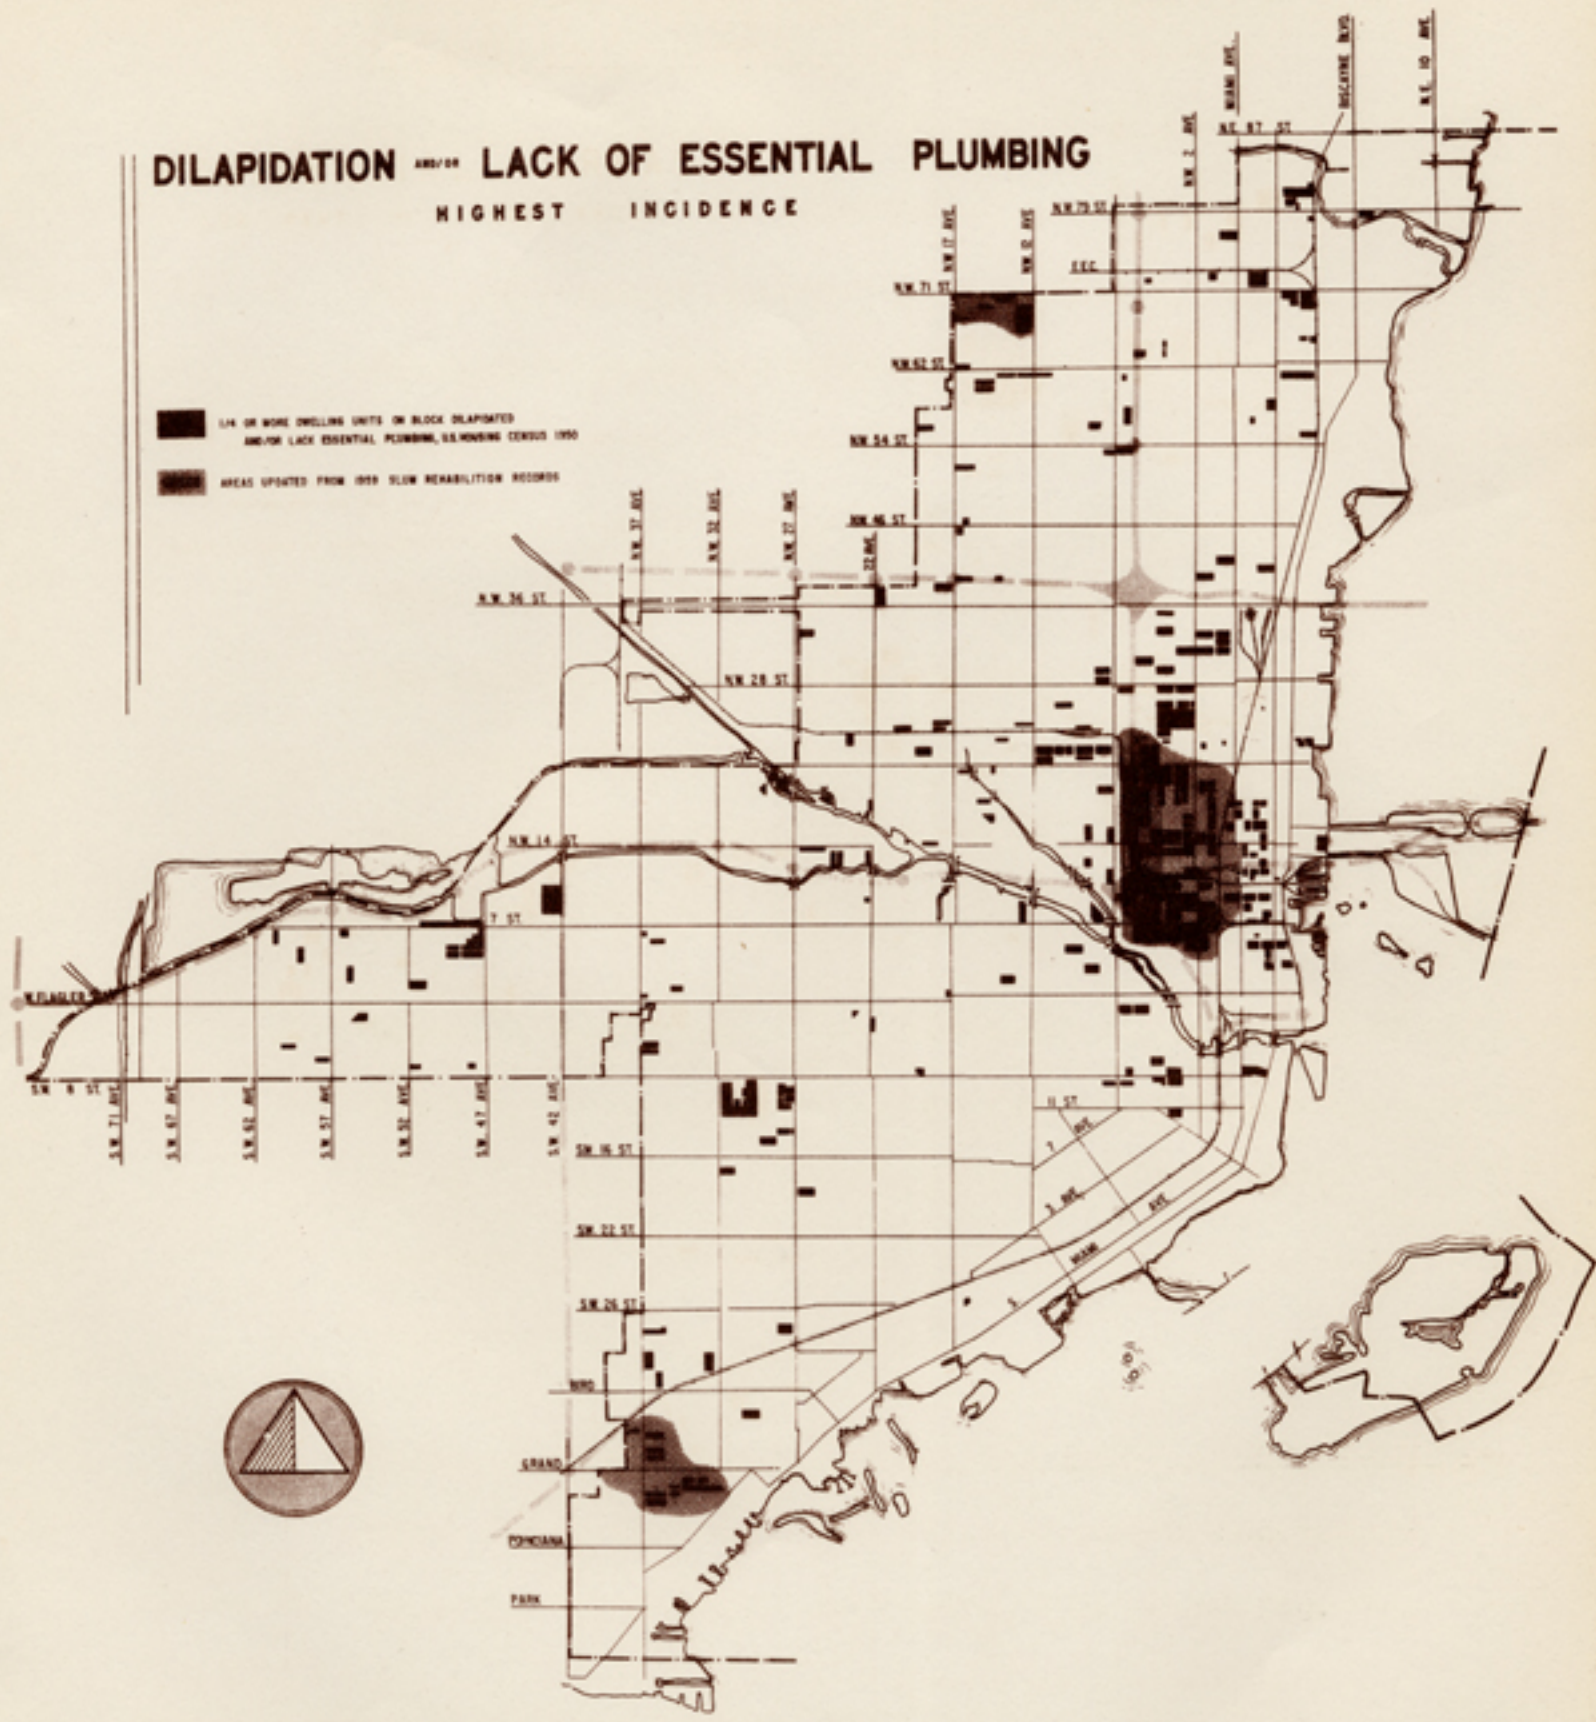 DILAPIDATION AND/OR LACK OF ESSENTIAL PLUMBING
HIGHEST INCIDENCE
1/4 OR MORE DWELLING UNITS ON BLOCK DILAPIDATED
AND/OR LACK ESSENTIAL PLUMBING, U.S. HOUSING CENSUS 1950
AREAS UPDATED FROM 1959 SLUM REHABILITION RECORDS
MIAMI AVE.
BISCAYNE BLVD.
N.E. 10 AVE.
N.W. 2 AVE
N.E. 87 ST.
N.W. 79 ST.
N.W. 17 AVE
N.W. 12 AVE
F.E.C.
N.W. 71 ST.
N.W. 62 ST.
N.W. 54 ST.
N.W. 46 ST.
N.W. 37 AVE.
N.W. 32 AVE.
N.W. 27 AVE.
22 AVE.
N.W. 36 ST.
N.W. 28 ST.
N.W. 14 ST.
7 ST.
W. FLAGLER ST.
S.W. 8 ST.
S.W. 71 AVE.
S.W. 67 AVE.
S.W. 62 AVE.
S.W. 57 AVE.
S.W. 52 AVE.
S.W. 47 AVE.
S.W. 42 AVE.
11 ST.
7 AVE.
S.W. 16 ST.
3 AVE.
S. MIAMI AVE.
S.W. 22 ST.
S.W. 26 ST.
BIRD
GRAND
POINCIANA
PARK